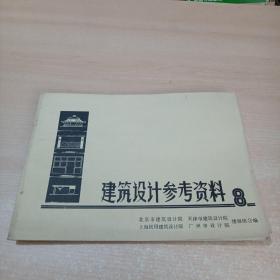 建筑设计参考资料 8
北京市建筑设计院 天津市建筑设计院
上海民用建筑设计院 广州市设计院
情报组合编